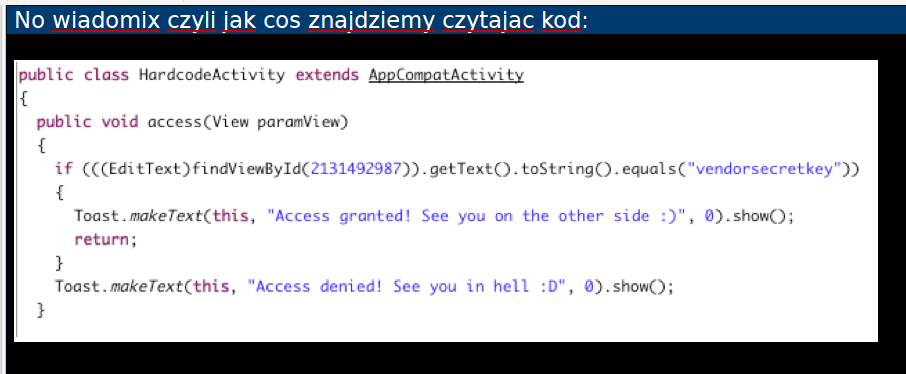 No wiadomix czyli jak cos znajdziemy czytajac kod:
public class HardcodeActivity extends AppCompatActivity
{
  public void access(View paramView)
  {
    if (((EditText)findViewById(2131492987)).getText().toString().equals("vendorsecretkey"))
    {
      Toast.makeText(this, "Access granted! See you on the other side :)", 0).show();
      return;
    }
    Toast.makeText(this, "Access denied! See you in hell :D", 0).show();
  }